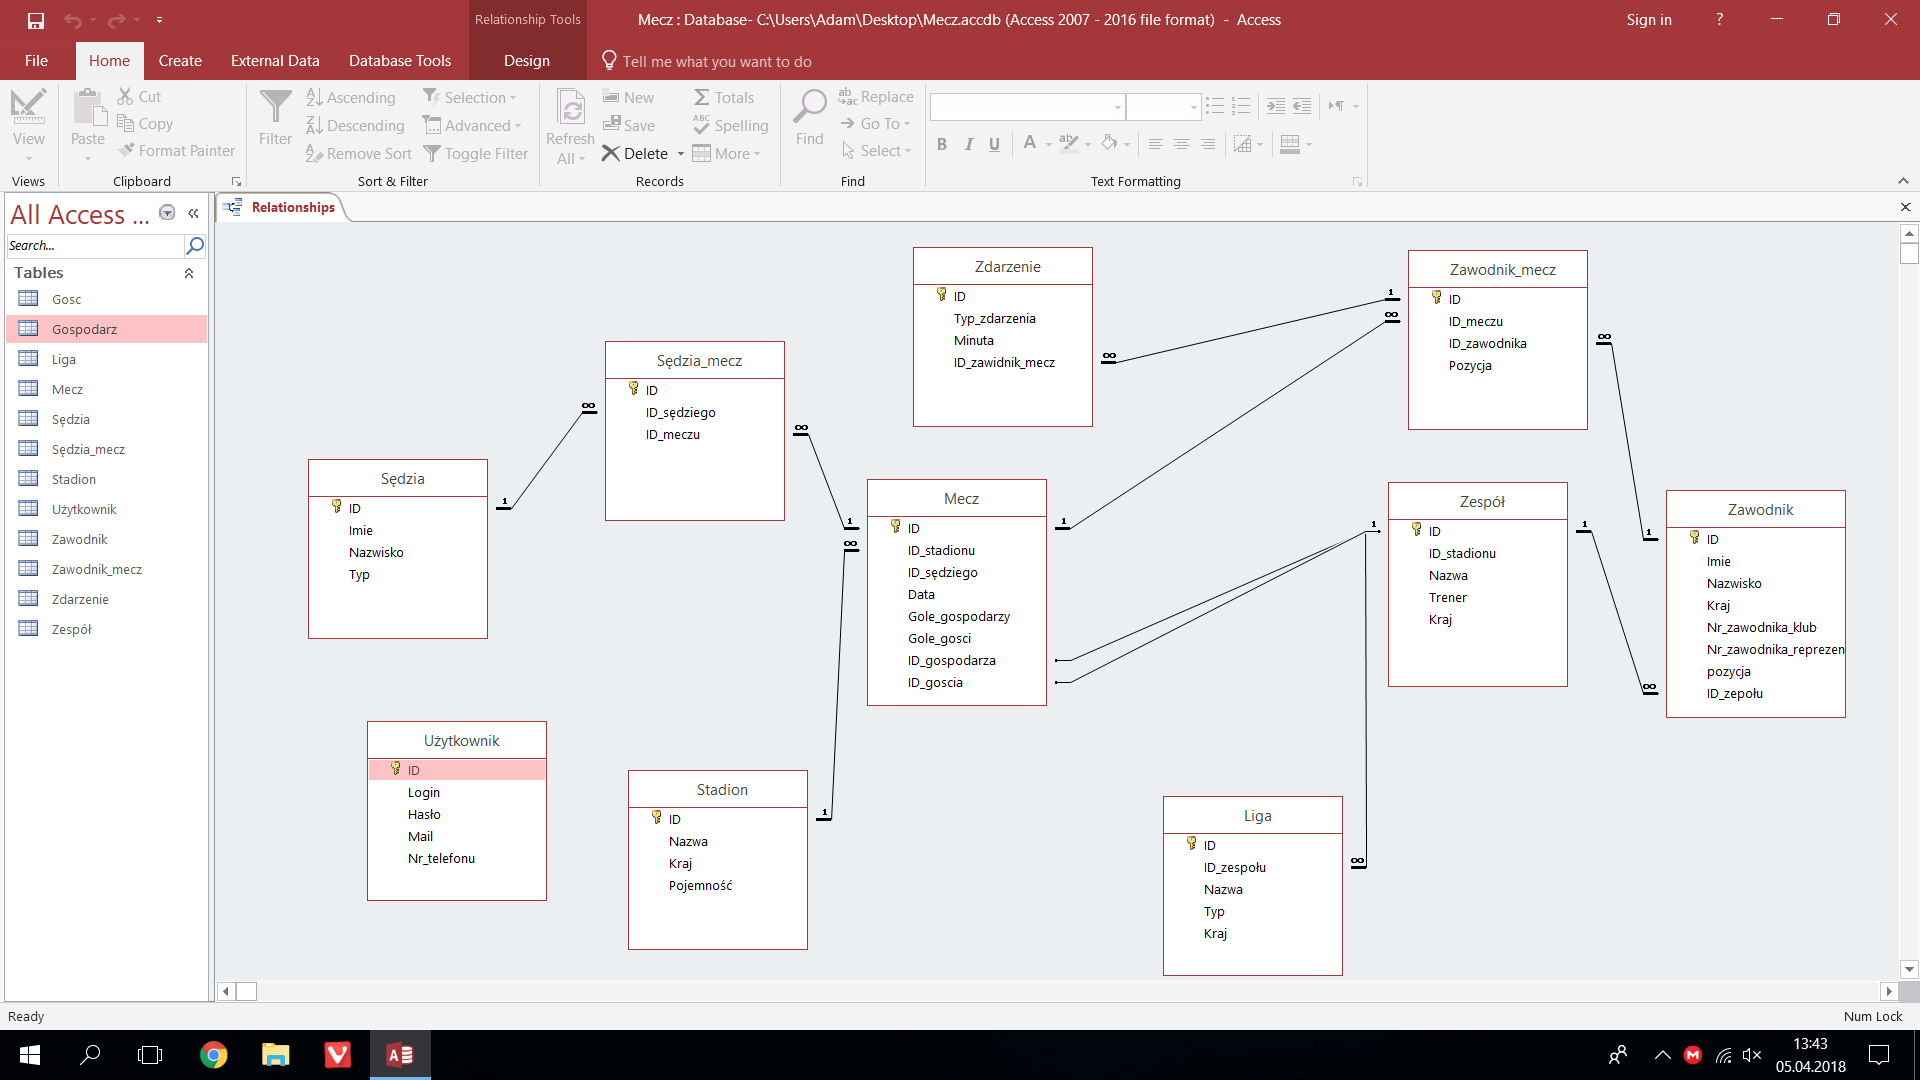 Relationship Tools
Mecz : Database- C:\Users\Adam\Desktop\Mecz.accdb (Access 2007 - 2016 file format) - Access
Sign in
?
File
Home
Create
External Data
Database Tools
Design
Tell me what you want to do
View
Paste
Cut
Copy
Format Painter
Filter
Ascending
Descending
Remove Sort
Selection
Advanced
Toggle Filter
Refresh All
New
Save
Delete
Totals
Spelling
More
Find
Replace
Go To
Select
B I U A
Views
Clipboard
Sort & Filter
Records
Find
Text Formatting
All Access ...
Search...
Tables
Gosc
Gospodarz
Liga
Mecz
Sędzia
Sędzia_mecz
Stadion
Użytkownik
Zawodnik
Zawodnik_mecz
Zdarzenie
Zespół
Relationships
Zdarzenie
ID
Typ_zdarzenia
Minuta
ID_zawidnik_mecz
Zawodnik_mecz
ID
ID_meczu
ID_zawodnika
Pozycja
Sędzia_mecz
ID
ID_sędziego
ID_meczu
Sędzia
ID
Imie
Nazwisko
Typ
Mecz
ID
ID_stadionu
ID_sędziego
Data
Gole_gospodarzy
Gole_gosci
ID_gospodarza
ID_goscia
Zespół
ID
ID_stadionu
Nazwa
Trener
Kraj
Zawodnik
ID
Imie
Nazwisko
Kraj
Nr_zawodnika_klub
Nr_zawodnika_reprezen
pozycja
ID_zepołu
Użytkownik
ID
Login
Hasło
Mail
Nr_telefonu
Stadion
ID
Nazwa
Kraj
Pojemność
Liga
ID
ID_zespołu
Nazwa
Typ
Kraj
1
∞
1
∞
1
∞
1
∞
1
∞
1
∞
1
∞
1
∞
Ready
Num Lock
13:43
05.04.2018